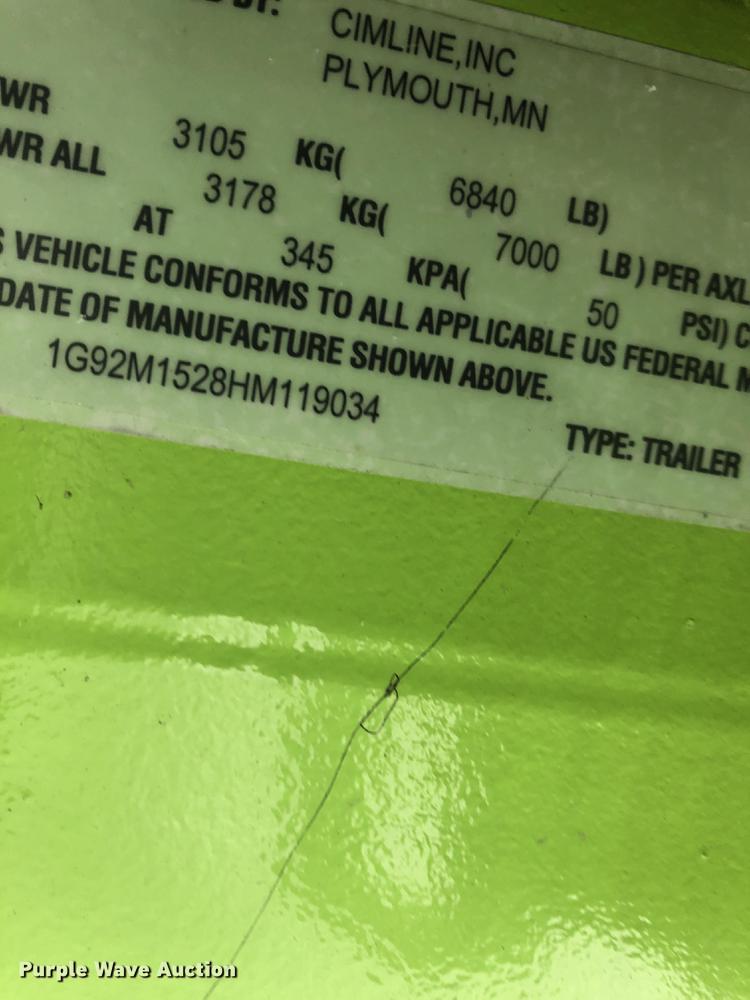 CIMLINE,INC
PLYMOUTH,MN
WR 3105 KG( 6840 LB)
WR ALL 3178 KG( 7000 LB ) PER AXL
AT 345 KPA( 50 PSI) C
S VEHICLE CONFORMS TO ALL APPLICABLE US FEDERAL M
DATE OF MANUFACTURE SHOWN ABOVE.
1G92M1528HM119034 TYPE: TRAILER
Purple Wave Auction